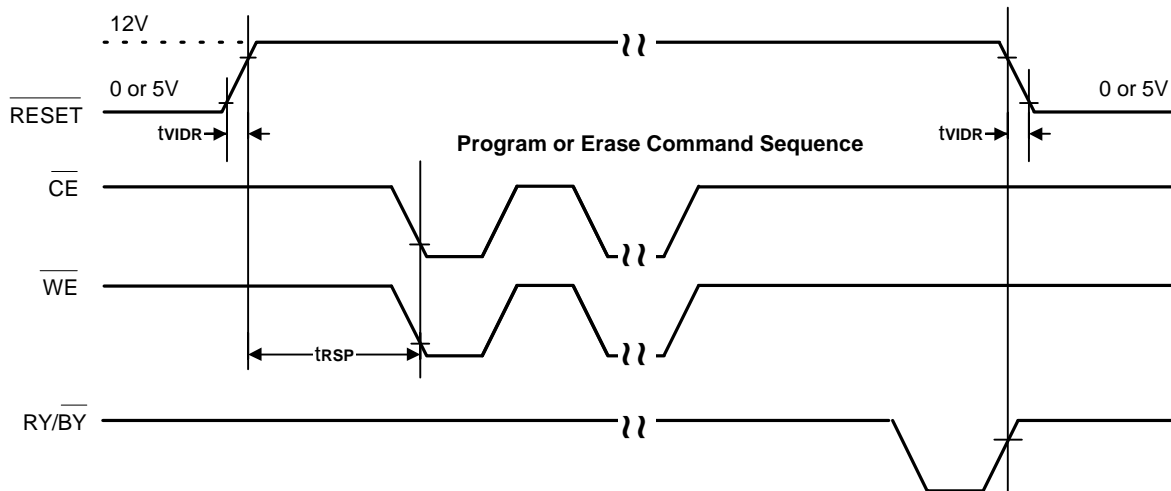 12V
0 or 5V
0 or 5V
RESET
tVIDR
tVIDR
Program or Erase Command Sequence
CE
WE
tRSP
RY/BY